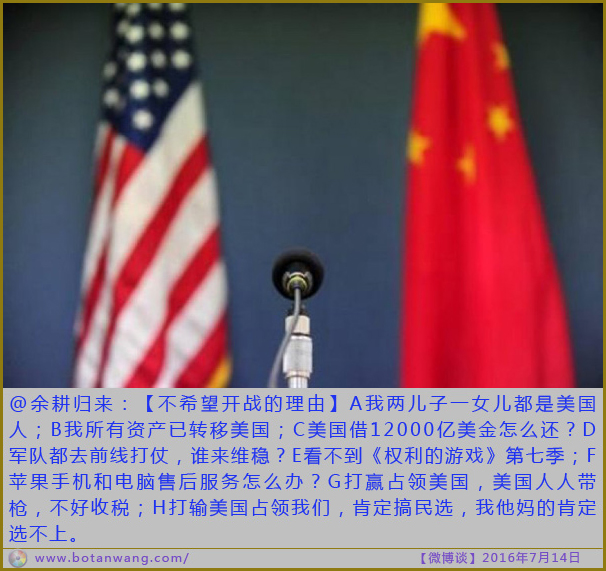 @余耕归来：【不希望开战的理由】A我两儿子一女儿都是美国
人；B我所有资产已转移美国；C美国借12000亿美金怎么还？D
军队都去前线打仗，谁来维稳？E看不到《权利的游戏》第七季；F
苹果手机和电脑售后服务怎么办？G打赢占领美国，美国人人带
枪，不好收税；H打输美国占领我们，肯定搞民选，我他妈的肯定
选不上。
www.botanwang.com/ 【微博谈】2016年7月14日